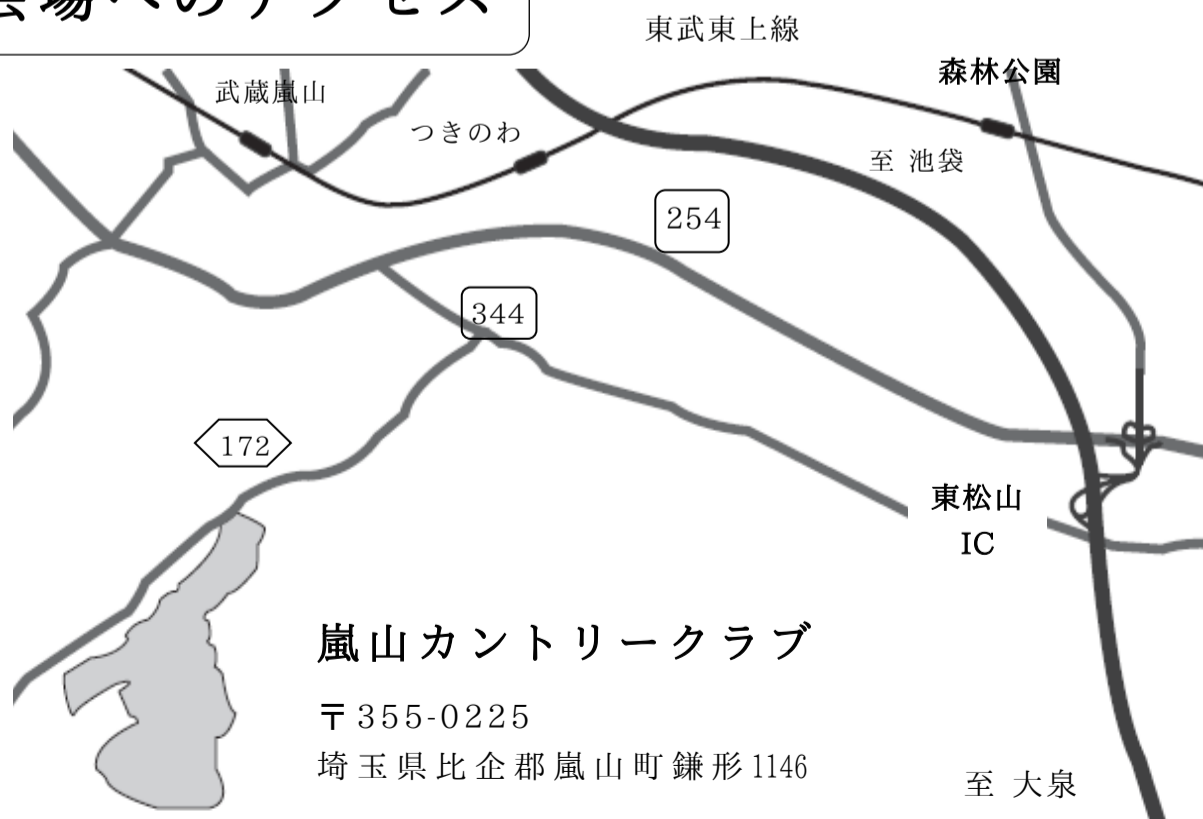 会場へのアクセス
東武東上線
森林公園
武蔵嵐山
つきのわ
至 池袋
254
344
172
東松山
IC
嵐山カントリークラブ
〒355-0225
埼玉県比企郡嵐山町鎌形1146
至 大泉